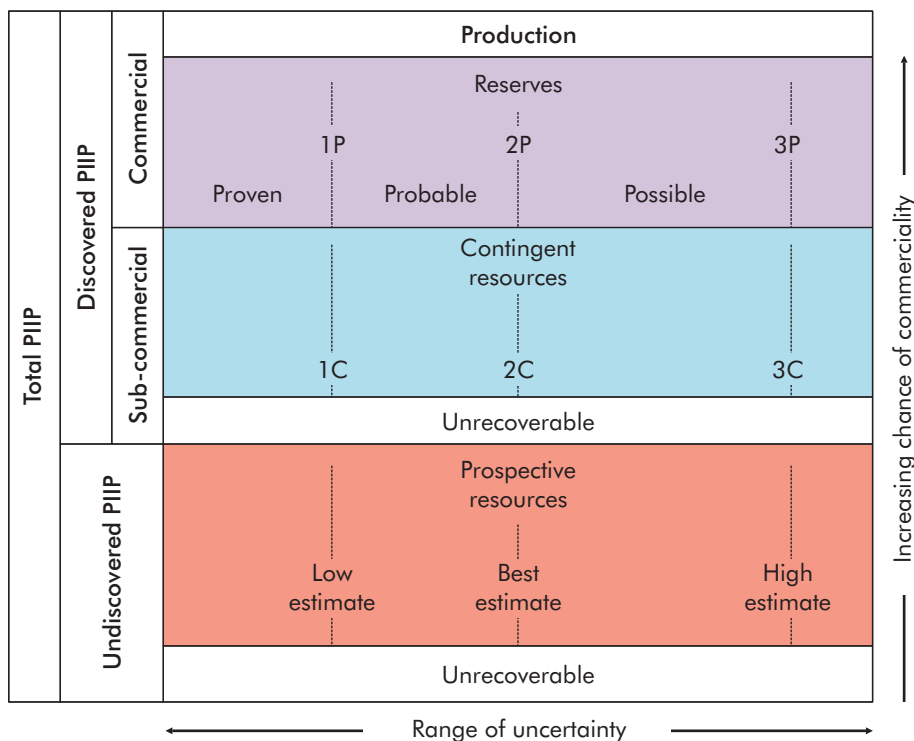 Total PIIP
Discovered PIIP
Undiscovered PIIP
Commercial
Sub-commercial
Production
Reserves
1P 2P 3P
Proven Probable Possible
Contingent
resources
1C 2C 3C
Unrecoverable
Prospective
resources
Low Best High
estimate estimate estimate
Unrecoverable
Range of uncertainty
Increasing chance of commerciality